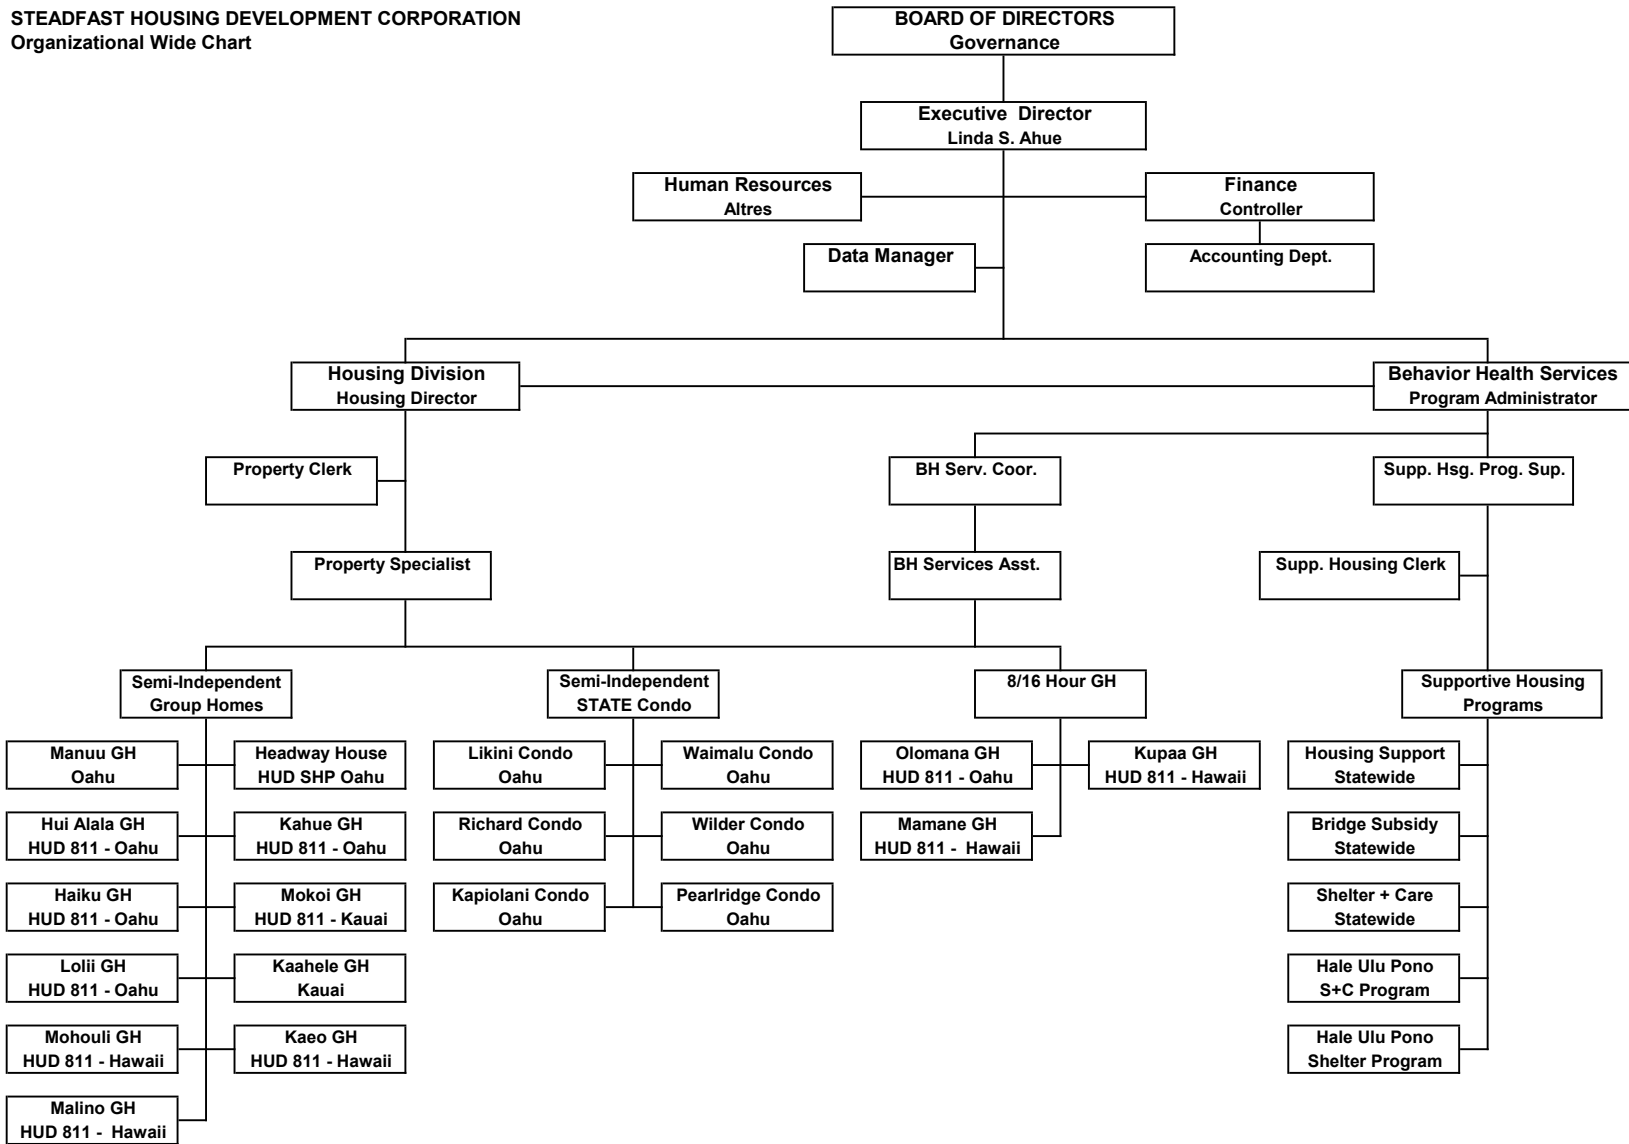 STEADFAST HOUSING DEVELOPMENT CORPORATION
Organizational Wide Chart
BOARD OF DIRECTORS
Governance
Executive Director
Linda S. Ahue
Human Resources
Altres
Finance
Controller
Data Manager
Accounting Dept.
Housing Division
Housing Director
Behavior Health Services
Program Administrator
Property Clerk
BH Serv. Coor.
Supp. Hsg. Prog. Sup.
Property Specialist
BH Services Asst.
Supp. Housing Clerk
Semi-Independent
Group Homes
Semi-Independent
STATE Condo
8/16 Hour GH
Supportive Housing
Programs
Manuu GH
Oahu
Headway House
HUD SHP Oahu
Likini Condo
Oahu
Waimalu Condo
Oahu
Olomana GH
HUD 811 - Oahu
Kupaa GH
HUD 811 - Hawaii
Housing Support
Statewide
Hui Alala GH
HUD 811 - Oahu
Kahue GH
HUD 811 - Oahu
Richard Condo
Oahu
Wilder Condo
Oahu
Mamane GH
HUD 811 - Hawaii
Bridge Subsidy
Statewide
Haiku GH
HUD 811 - Oahu
Mokoi GH
HUD 811 - Kauai
Kapiolani Condo
Oahu
Pearlridge Condo
Oahu
Shelter + Care
Statewide
Lolii GH
HUD 811 - Oahu
Kaahele GH
Kauai
Hale Ulu Pono
S+C Program
Mohouli GH
HUD 811 - Hawaii
Kaeo GH
HUD 811 - Hawaii
Hale Ulu Pono
Shelter Program
Malino GH
HUD 811 - Hawaii